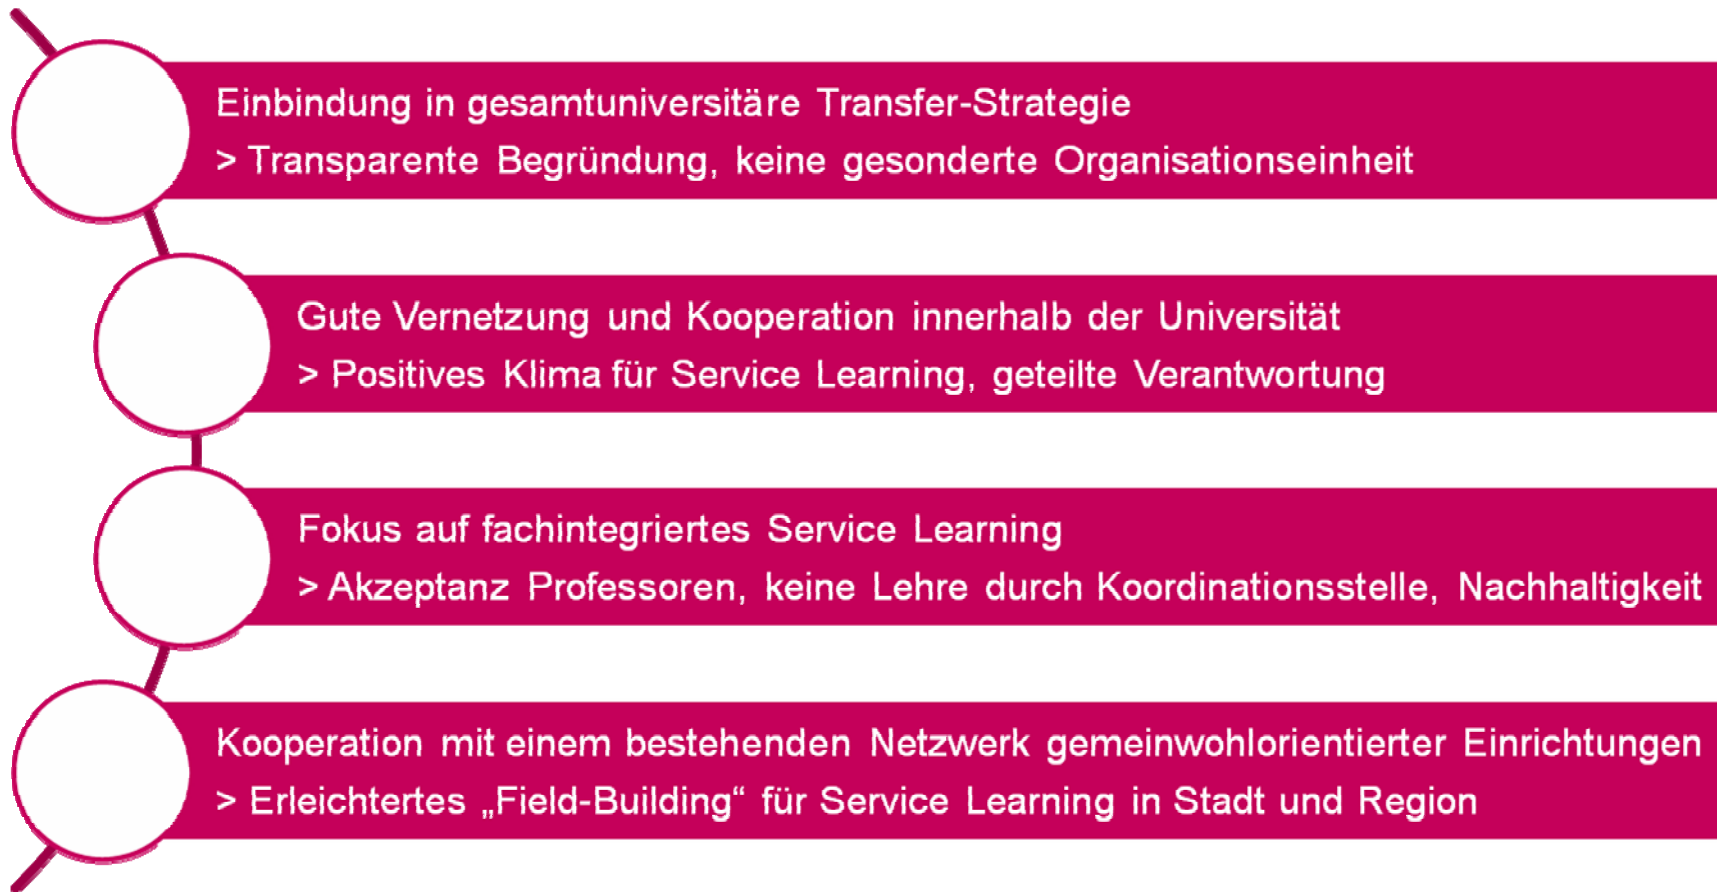 Einbindung in gesamtuniversitäre Transfer-Strategie
> Transparente Begründung, keine gesonderte Organisationseinheit
Gute Vernetzung und Kooperation innerhalb der Universität
> Positives Klima für Service Learning, geteilte Verantwortung
Fokus auf fachintegriertes Service Learning
> Akzeptanz Professoren, keine Lehre durch Koordinationsstelle, Nachhaltigkeit
Kooperation mit einem bestehenden Netzwerk gemeinwohlorientierter Einrichtungen
> Erleichtertes „Field-Building“ für Service Learning in Stadt und Region